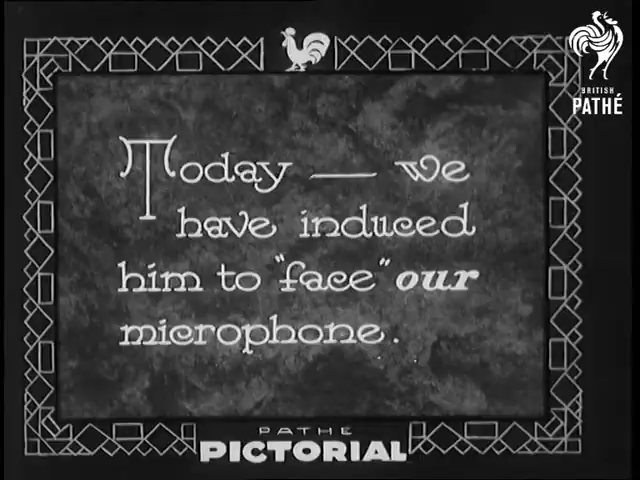 BRITISH
PATHÉ
Today — we
have induced
him to "face" our
microphone.
PATHE
PICTORIAL